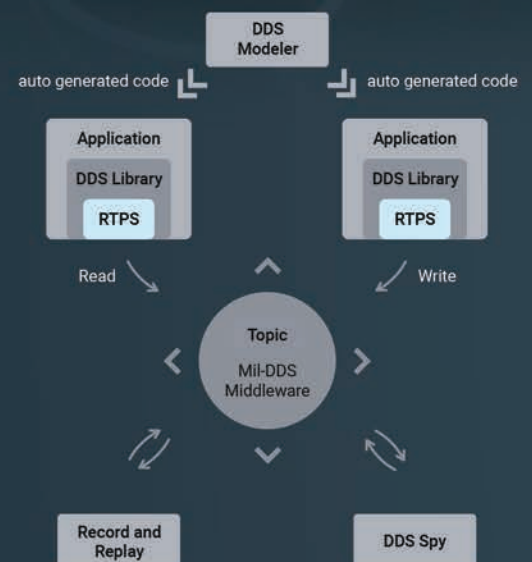 DDS
Modeler
auto generated code
auto generated code
Application
DDS Library
RTPS
Application
DDS Library
RTPS
Read
Write
Topic
Mil-DDS
Middleware
Record and
Replay
DDS Spy